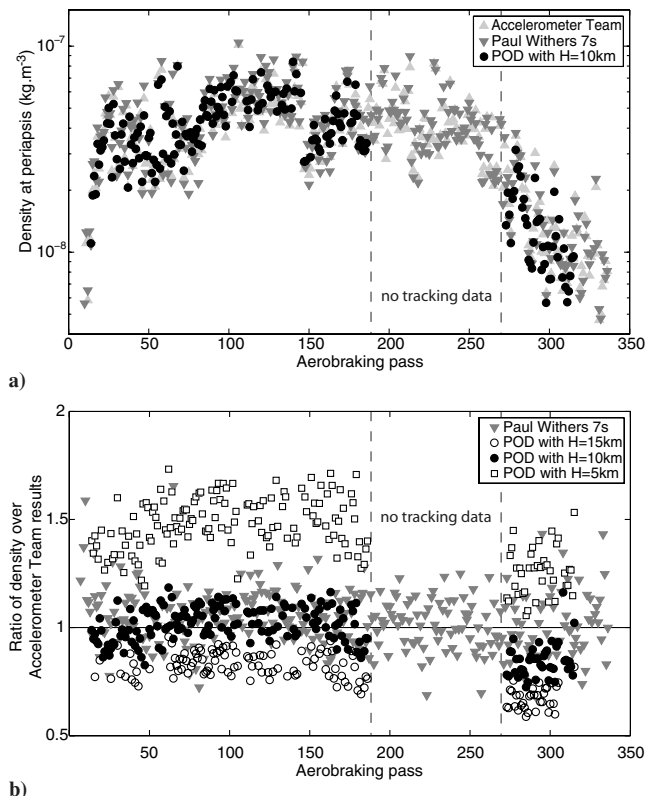 Accelerometer Team
Paul Withers 7s
POD with H=10km
Density at periapsis (kg.m-3)
10⁻⁷
10⁻⁸
no tracking data
0 50 100 150 200 250 300 350
Aerobraking pass
a)
Paul Withers 7s
POD with H=15km
POD with H=10km
POD with H=5km
Ratio of density over
Accelerometer Team results
2
1.5
1
0.5
no tracking data
50 100 150 200 250 300 350
Aerobraking pass
b)